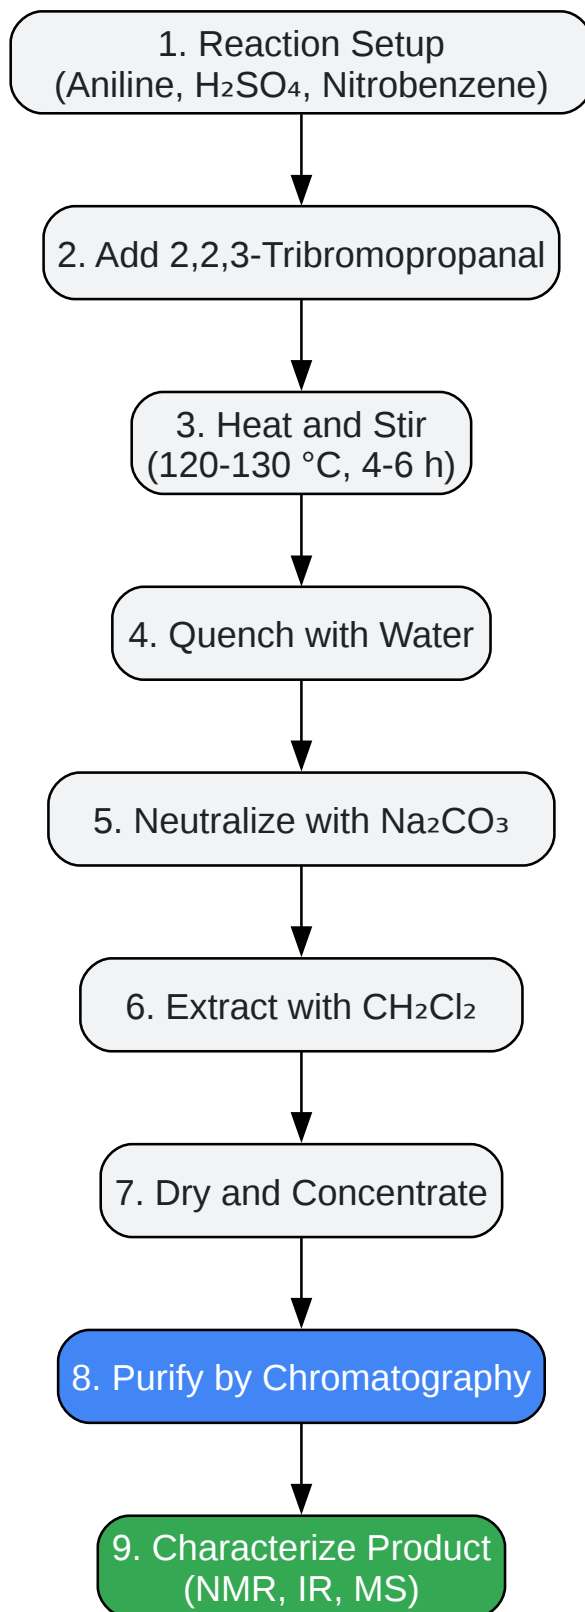 1. Reaction Setup
(Aniline, H₂SO₄, Nitrobenzene)
2. Add 2,2,3-Tribromopropanal
3. Heat and Stir
(120-130 °C, 4-6 h)
4. Quench with Water
5. Neutralize with Na₂CO₃
6. Extract with CH₂Cl₂
7. Dry and Concentrate
8. Purify by Chromatography
9. Characterize Product
(NMR, IR, MS)